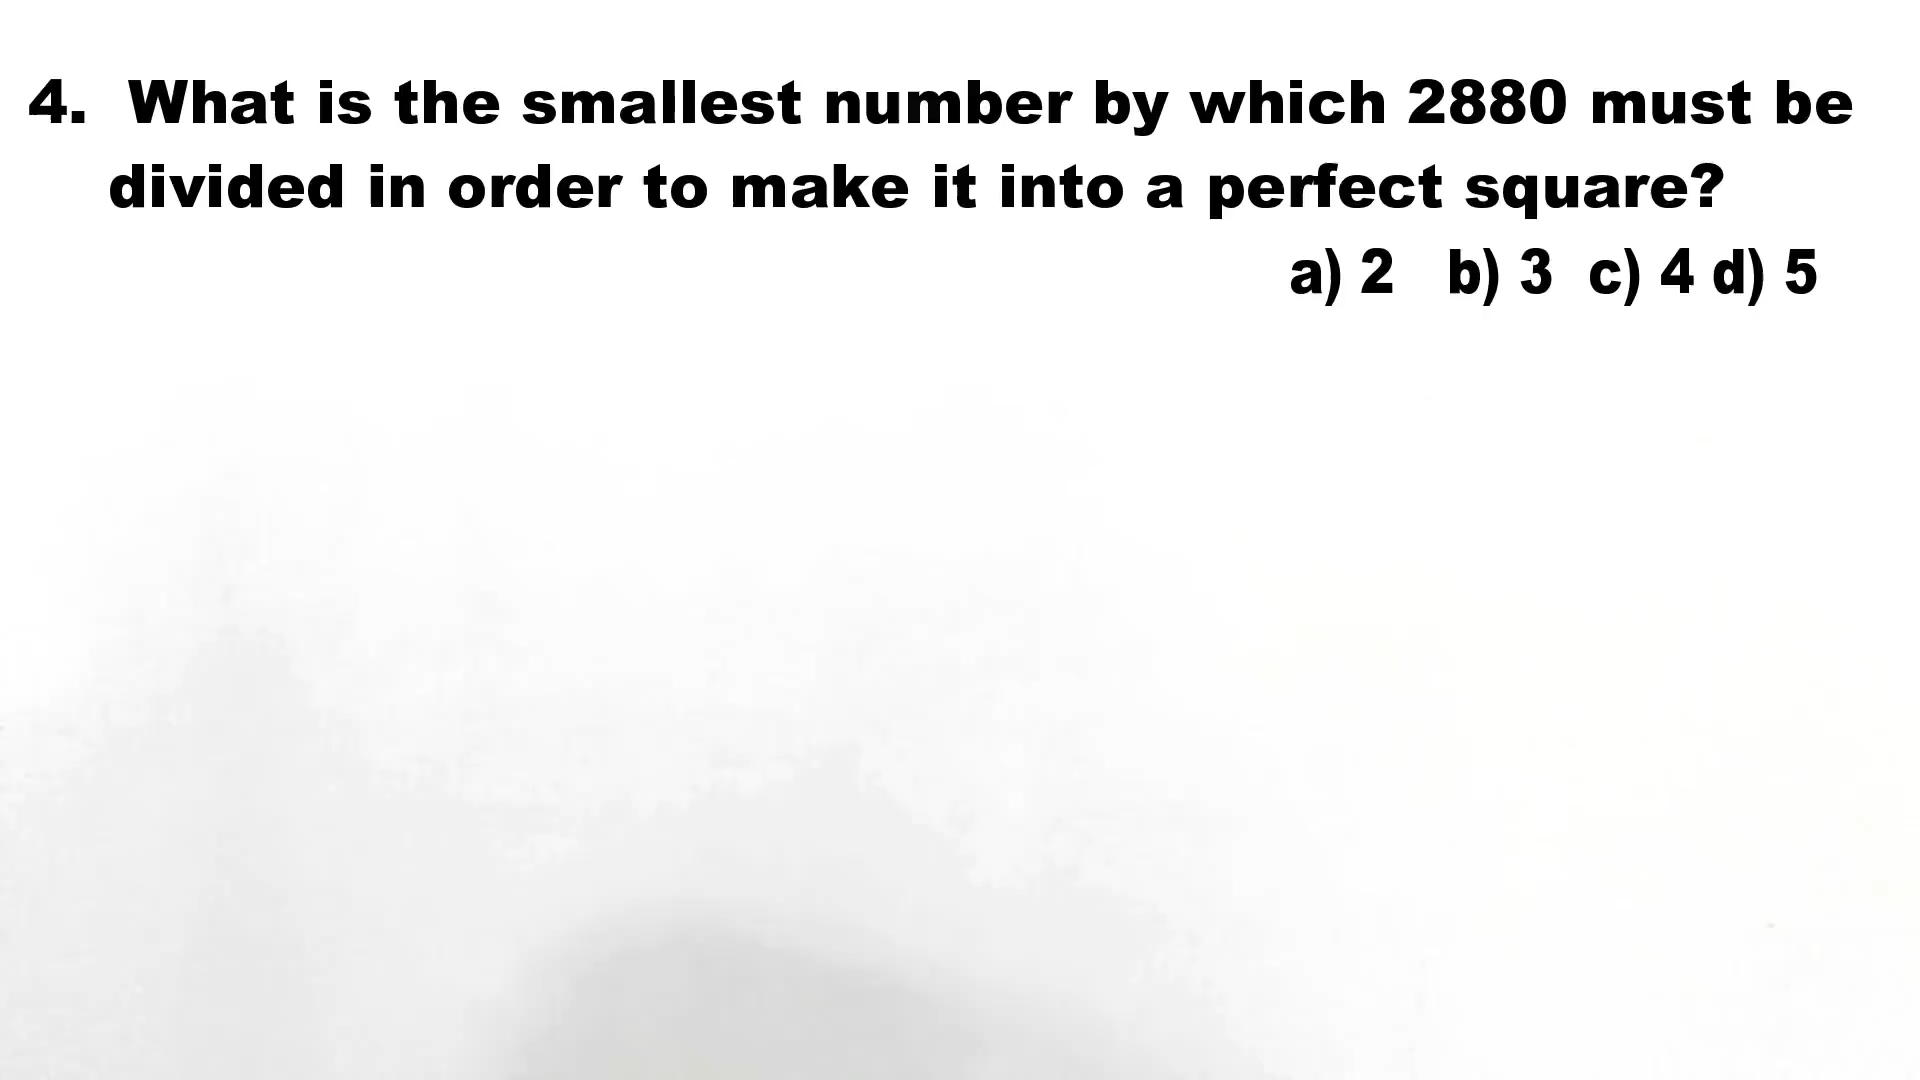 4. What is the smallest number by which 2880 must be
divided in order to make it into a perfect square?
a) 2 b) 3 c) 4 d) 5